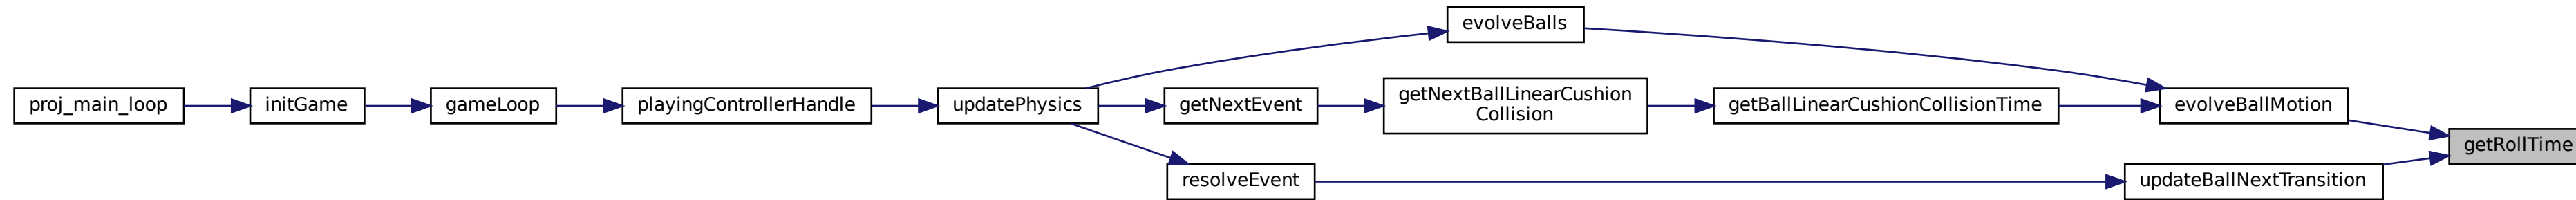 evolveBalls
proj_main_loop
initGame
gameLoop
playingControllerHandle
updatePhysics
getNextEvent
getNextBallLinearCushion
Collision
getBallLinearCushionCollisionTime
evolveBallMotion
getRollTime
resolveEvent
updateBallNextTransition